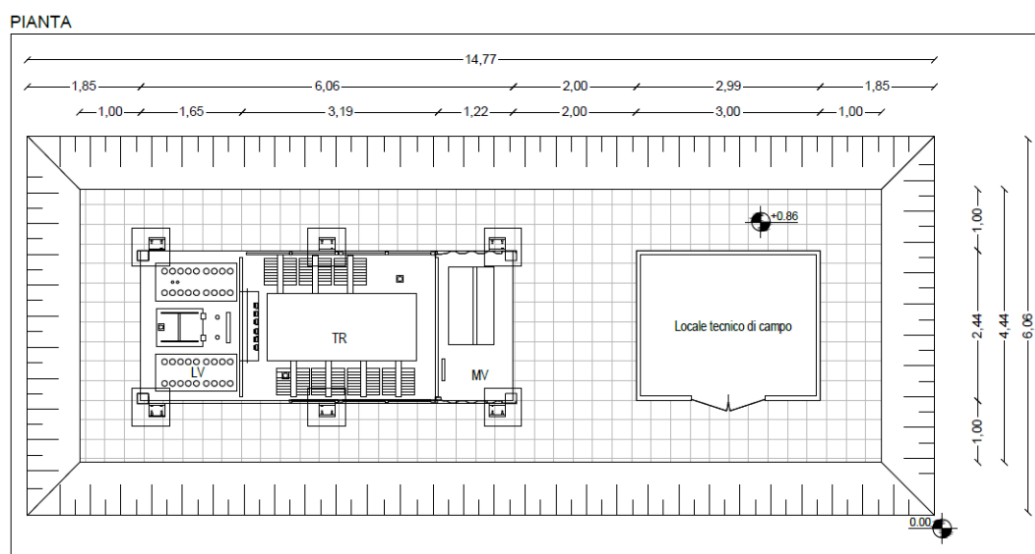 PIANTA
14,77
1,85 6,06 2,00 2,99 1,85
1,00 1,65 3,19 1,22 2,00 3,00 1,00
+0.86
1,00
2,44
1,00
4,44
6,06
TR
LV
MV
Locale tecnico di campo
0.00